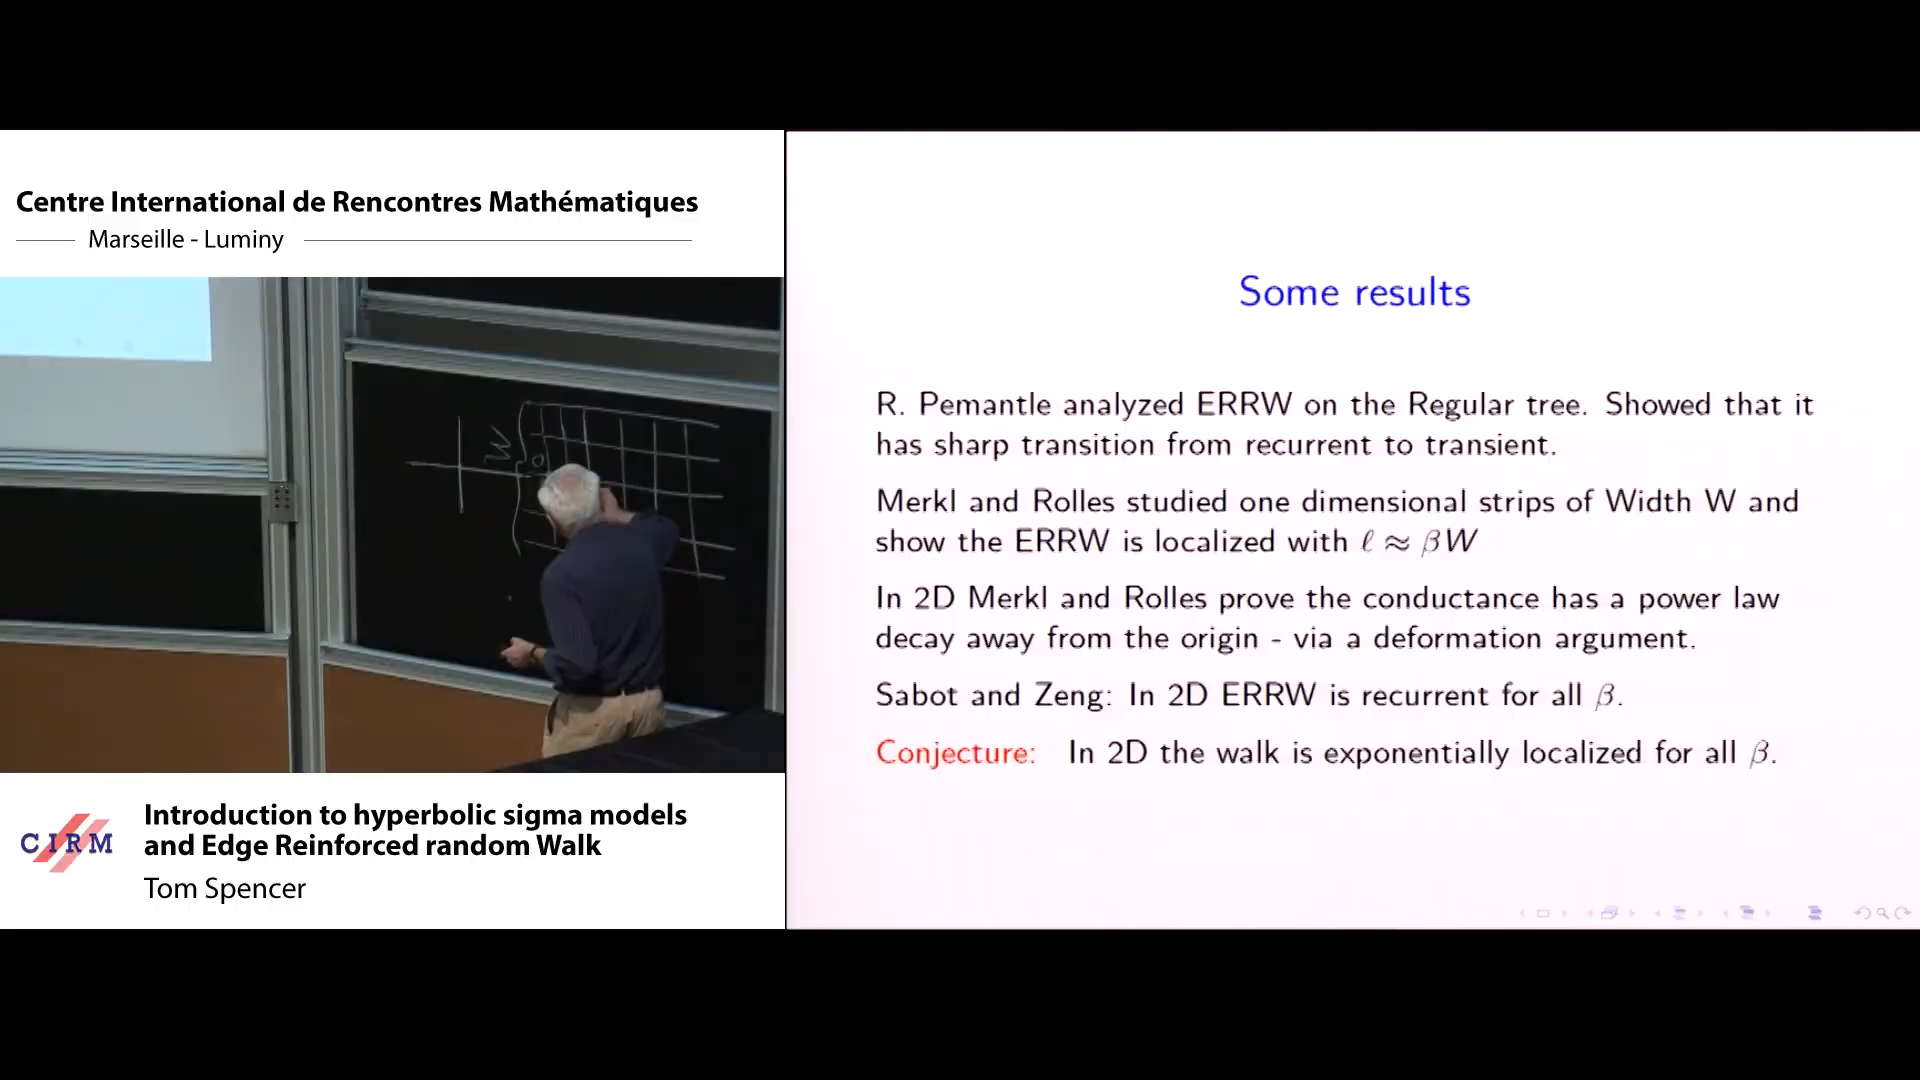 Centre International de Rencontres Mathématiques
Marseille - Luminy
W
0
CIRM
Introduction to hyperbolic sigma models
and Edge Reinforced random Walk
Tom Spencer
Some results
R. Pemantle analyzed ERRW on the Regular tree. Showed that it
has sharp transition from recurrent to transient.
Merkl and Rolles studied one dimensional strips of Width W and
show the ERRW is localized with ℓ ≈ βW
In 2D Merkl and Rolles prove the conductance has a power law
decay away from the origin - via a deformation argument.
Sabot and Zeng: In 2D ERRW is recurrent for all β.
Conjecture: In 2D the walk is exponentially localized for all β.